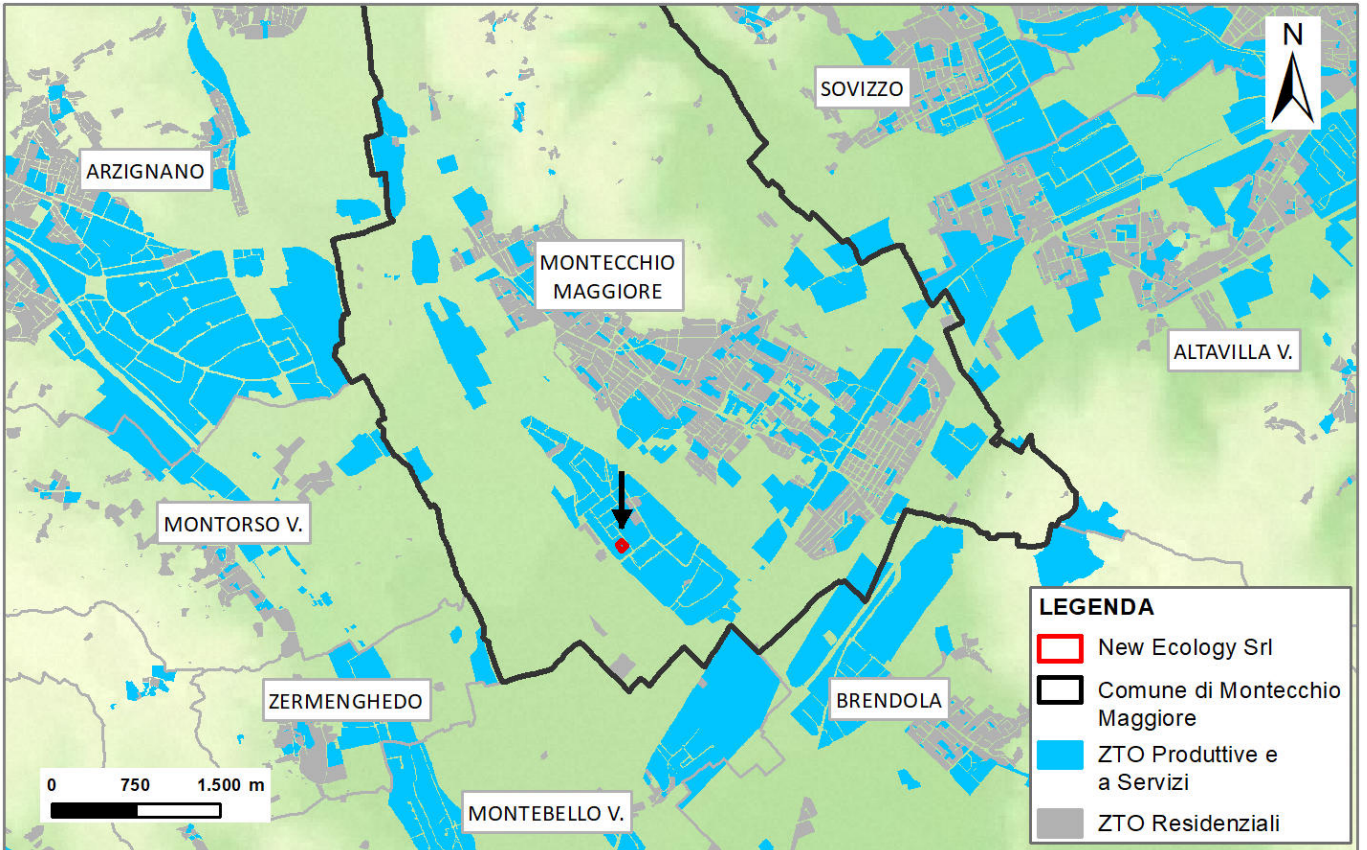 N
SOVIZZO
ARZIGNANO
MONTECCHIO
MAGGIORE
ALTAVILLA V.
MONTORSO V.
ZERMENGHEDO
BRENDOLA
MONTEBELLO V.
0 750 1.500 m
LEGENDA
New Ecology Srl
Comune di Montecchio
Maggiore
ZTO Produttive e
a Servizi
ZTO Residenziali